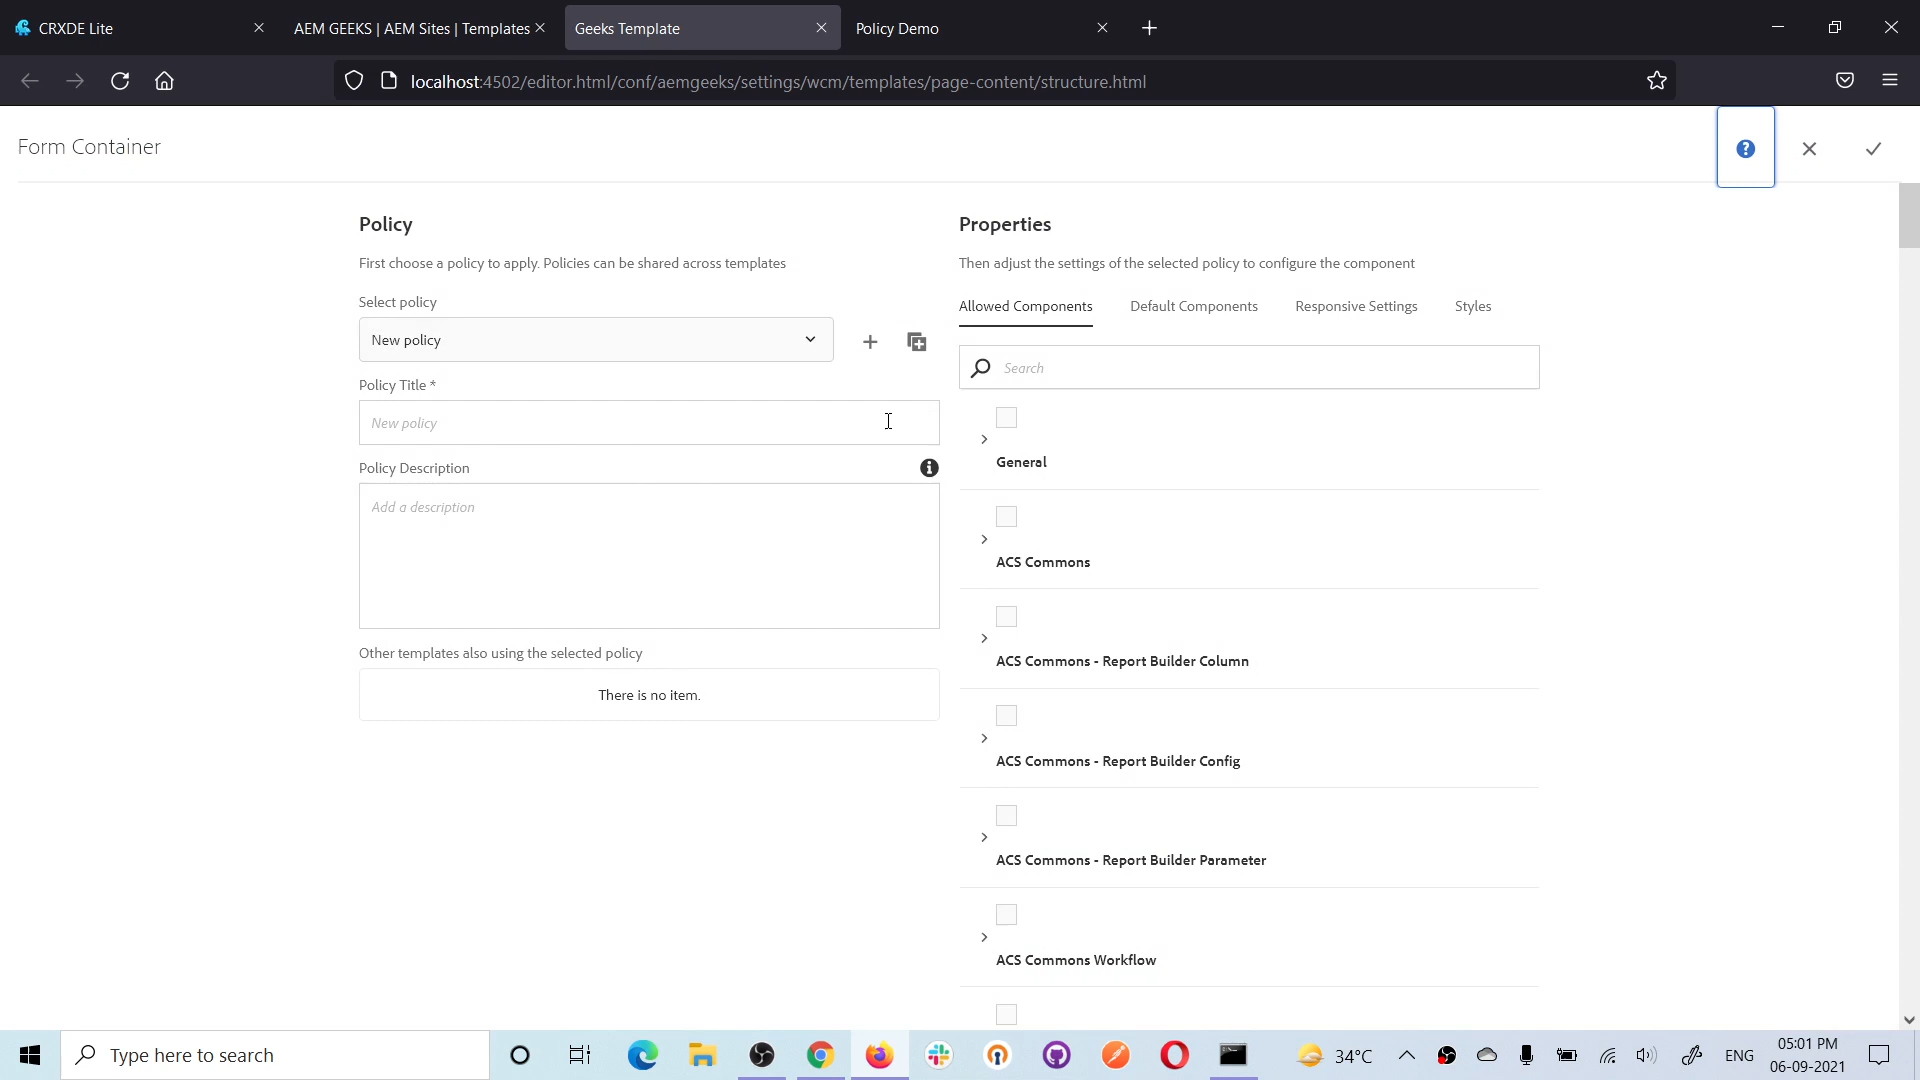 CRXDE Lite
AEM GEEKS | AEM Sites | Templates
Geeks Template
Policy Demo
localhost:4502/editor.html/conf/aemgeeks/settings/wcm/templates/page-content/structure.html
Form Container
Policy
First choose a policy to apply. Policies can be shared across templates
Select policy
New policy
Policy Title *
New policy
Policy Description
Add a description
Other templates also using the selected policy
There is no item.
Properties
Then adjust the settings of the selected policy to configure the component
Allowed Components Default Components Responsive Settings Styles
Search
General
ACS Commons
ACS Commons - Report Builder Column
ACS Commons - Report Builder Config
ACS Commons - Report Builder Parameter
ACS Commons Workflow
Type here to search
34°C
ENG
05:01 PM
06-09-2021